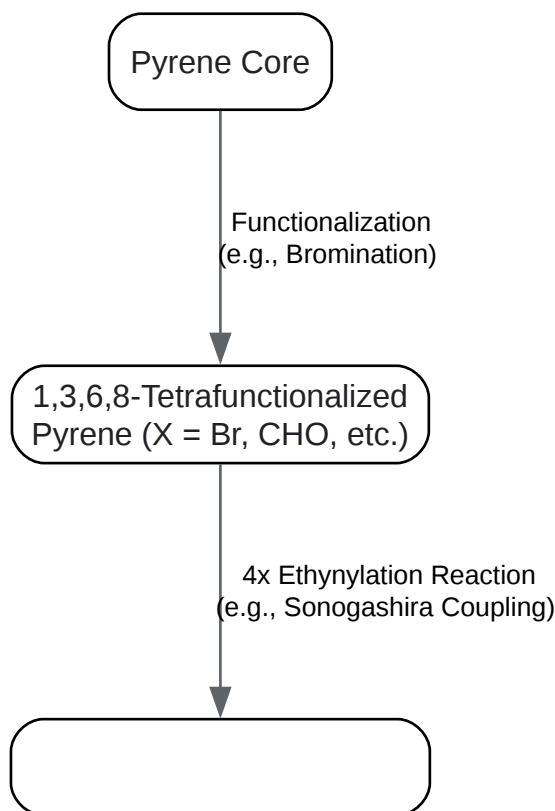 Pyrene Core
Functionalization
(e.g., Bromination)
1,3,6,8-Tetrafunctionalized
Pyrene (X = Br, CHO, etc.)
4x Ethynylation Reaction
(e.g., Sonogashira Coupling)